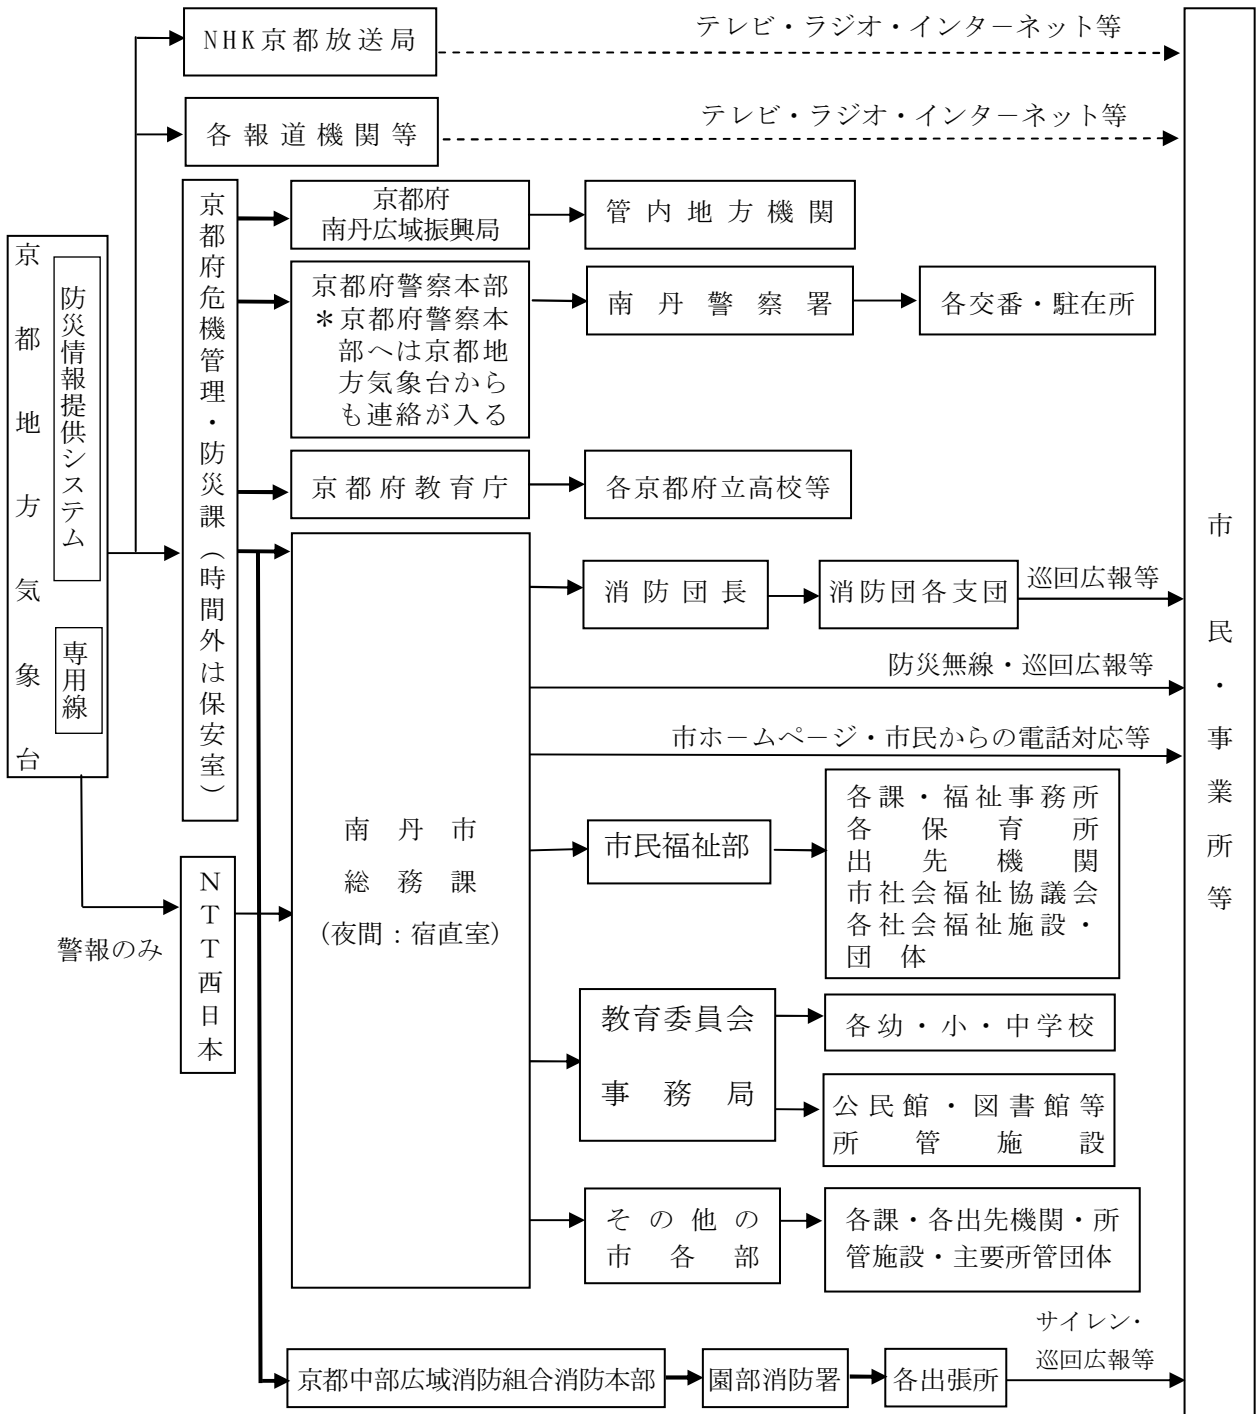 NHK京都放送局
テレビ・ラジオ・インタ－ネット等
各報道機関等
テレビ・ラジオ・インタ－ネット等
京都地方気象台
防災情報提供システム
専用線
警報のみ
京都府危機管理・防災課（時間外は保安室）
NTT西日本
京都府
南丹広域振興局
管内地方機関
京都府警察本部
＊京都府警察本
部へは京都地
方気象台から
も連絡が入る
南丹警察署
各交番・駐在所
京都府教育庁
各京都府立高校等
南丹市
総務課
(夜間：宿直室)
消防団長
消防団各支団
巡回広報等
防災無線・巡回広報等
市ホ－ムペ－ジ・市民からの電話対応等
市民福祉部
各課・福祉事務所
各保育所
出先機関
市社会福祉協議会
各社会福祉施設・
団体
教育委員会
事務局
各幼・小・中学校
公民館・図書館等
所管施設
その他の
市各部
各課・各出先機関・所
管施設・主要所管団体
京都中部広域消防組合消防本部
園部消防署
各出張所
サイレン・
巡回広報等
市民・事業所等